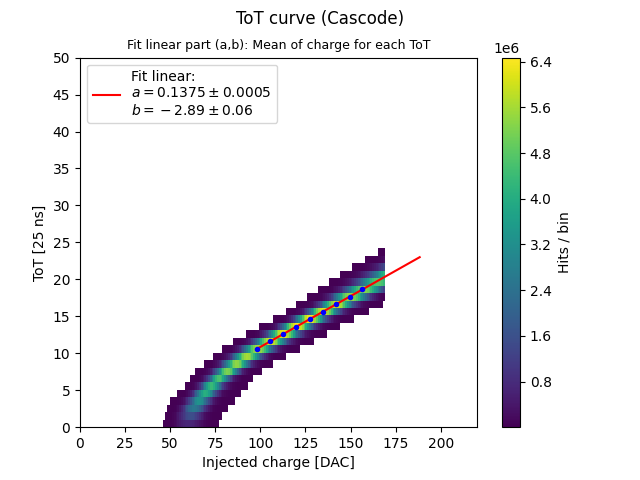 ToT curve (Cascode)
Fit linear part (a,b): Mean of charge for each ToT
1e6
Fit linear:
a = 0.1375 ± 0.0005
b = −2.89 ± 0.06
50
45
40
35
30
25
20
15
10
5
0
ToT [25 ns]
0 25 50 75 100 125 150 175 200
Injected charge [DAC]
6.4
5.6
4.8
4.0
3.2
2.4
1.6
0.8
Hits / bin